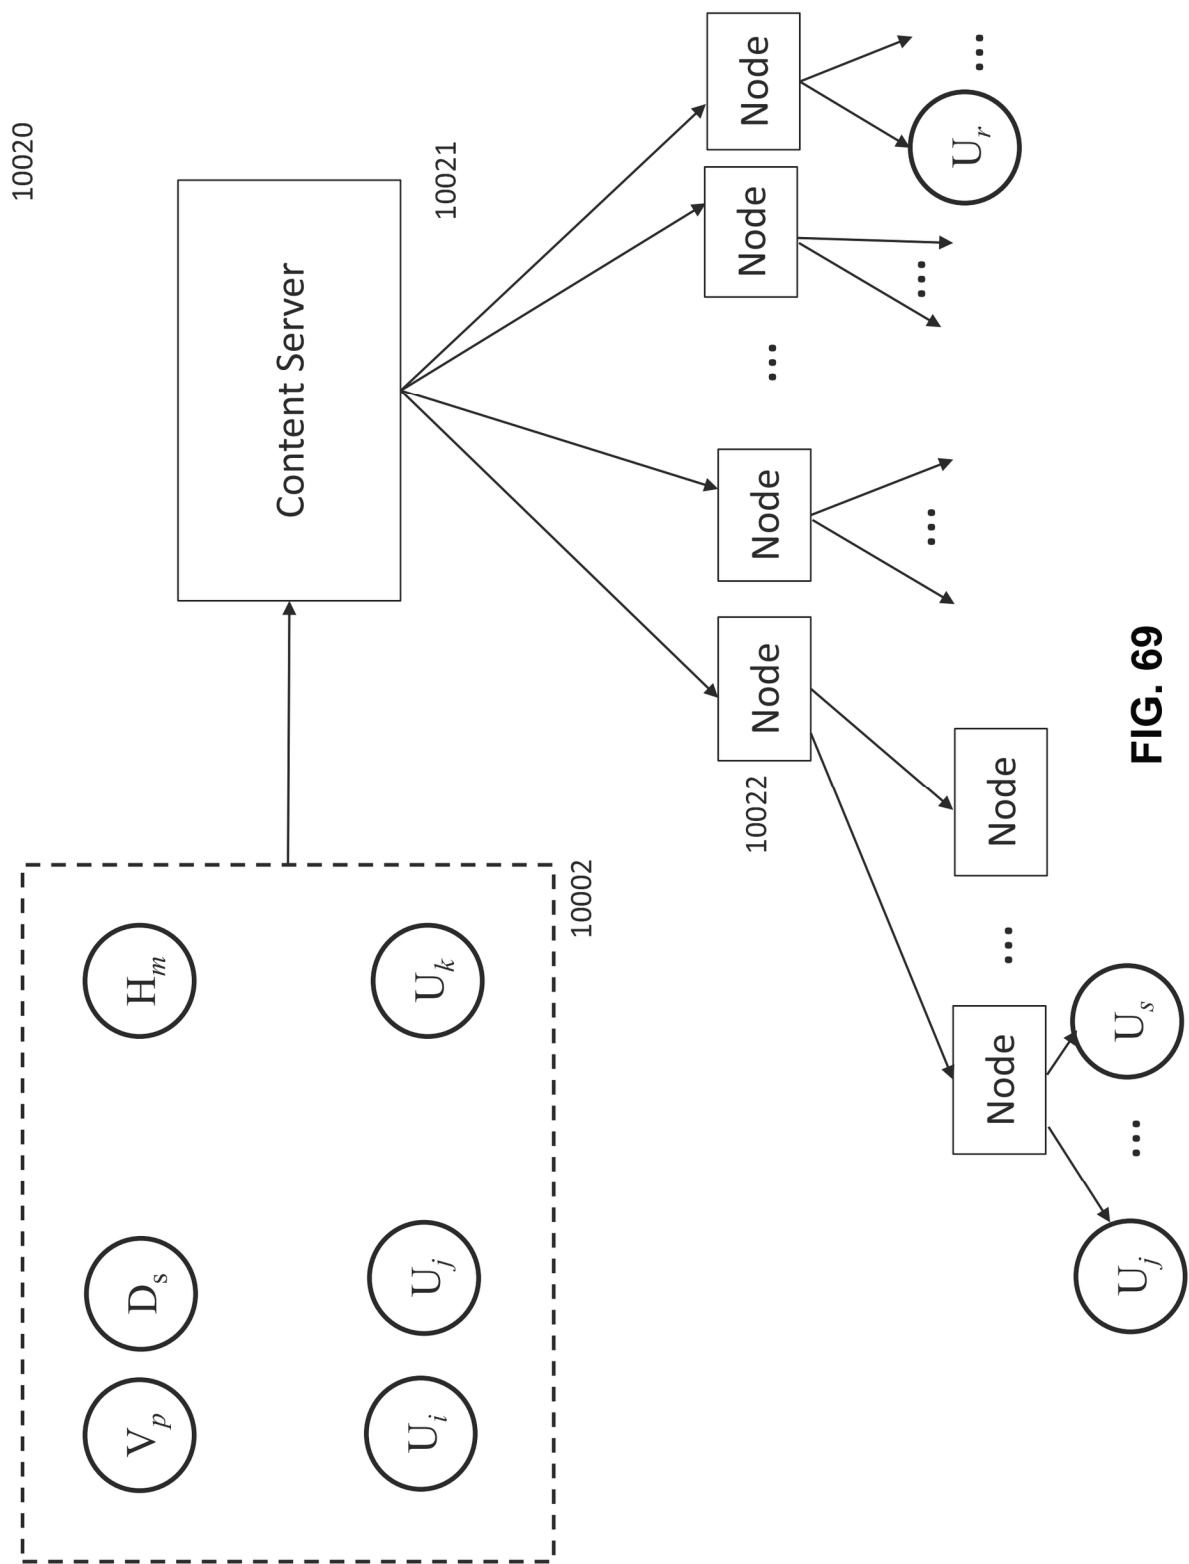 10020
Content Server
10021
V_p
D_s
H_m
U_i
U_j
U_k
10002
Node
Node
...
Node
Node
10022
...
...
...
U_r
Node
...
Node
U_j
...
U_s
FIG. 69